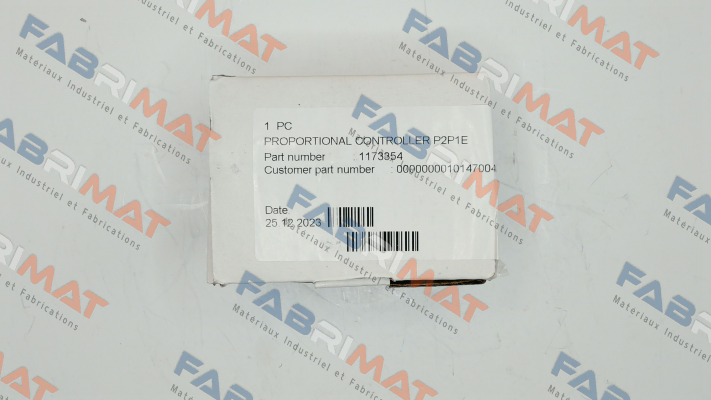 1 PC
PROPORTIONAL CONTROLLER P2P1E
Part number : 1173354
Customer part number : 0000000010147004
Date
25.12.2023
FABRIMAT
Matériaux Industriel et Fabrications